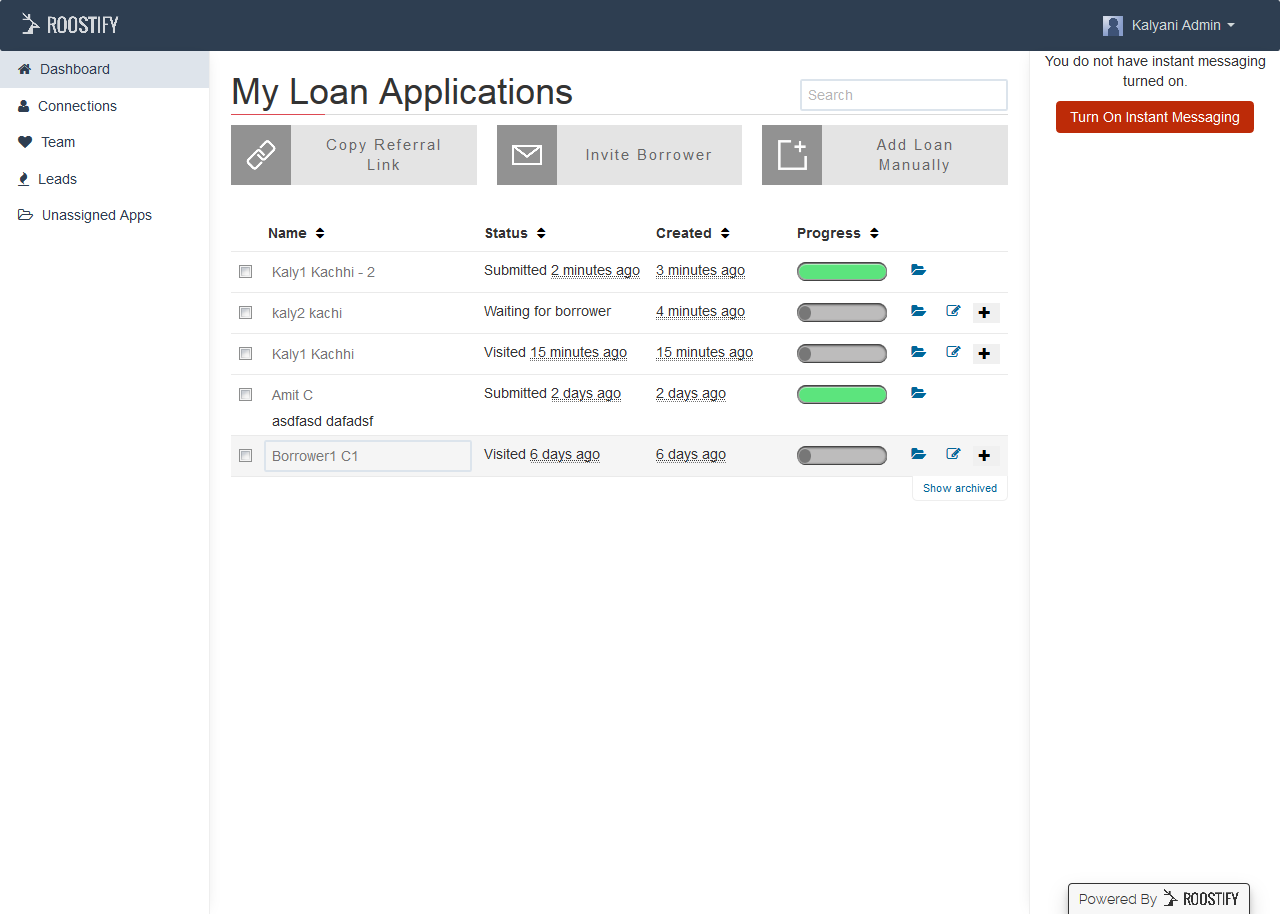 ROOSTIFY
Kalyani Admin
Dashboard
Connections
Team
Leads
Unassigned Apps
My Loan Applications
Search
Copy Referral
Link
Invite Borrower
Add Loan
Manually
Name Status Created Progress
Kaly1 Kachhi - 2 Submitted 2 minutes ago 3 minutes ago
kaly2 kachi Waiting for borrower 4 minutes ago
Kaly1 Kachhi Visited 15 minutes ago 15 minutes ago
Amit C Submitted 2 days ago 2 days ago
asdfasd dafadsf
Borrower1 C1 Visited 6 days ago 6 days ago
Show archived
You do not have instant messaging
turned on.
Turn On Instant Messaging
Powered By ROOSTIFY